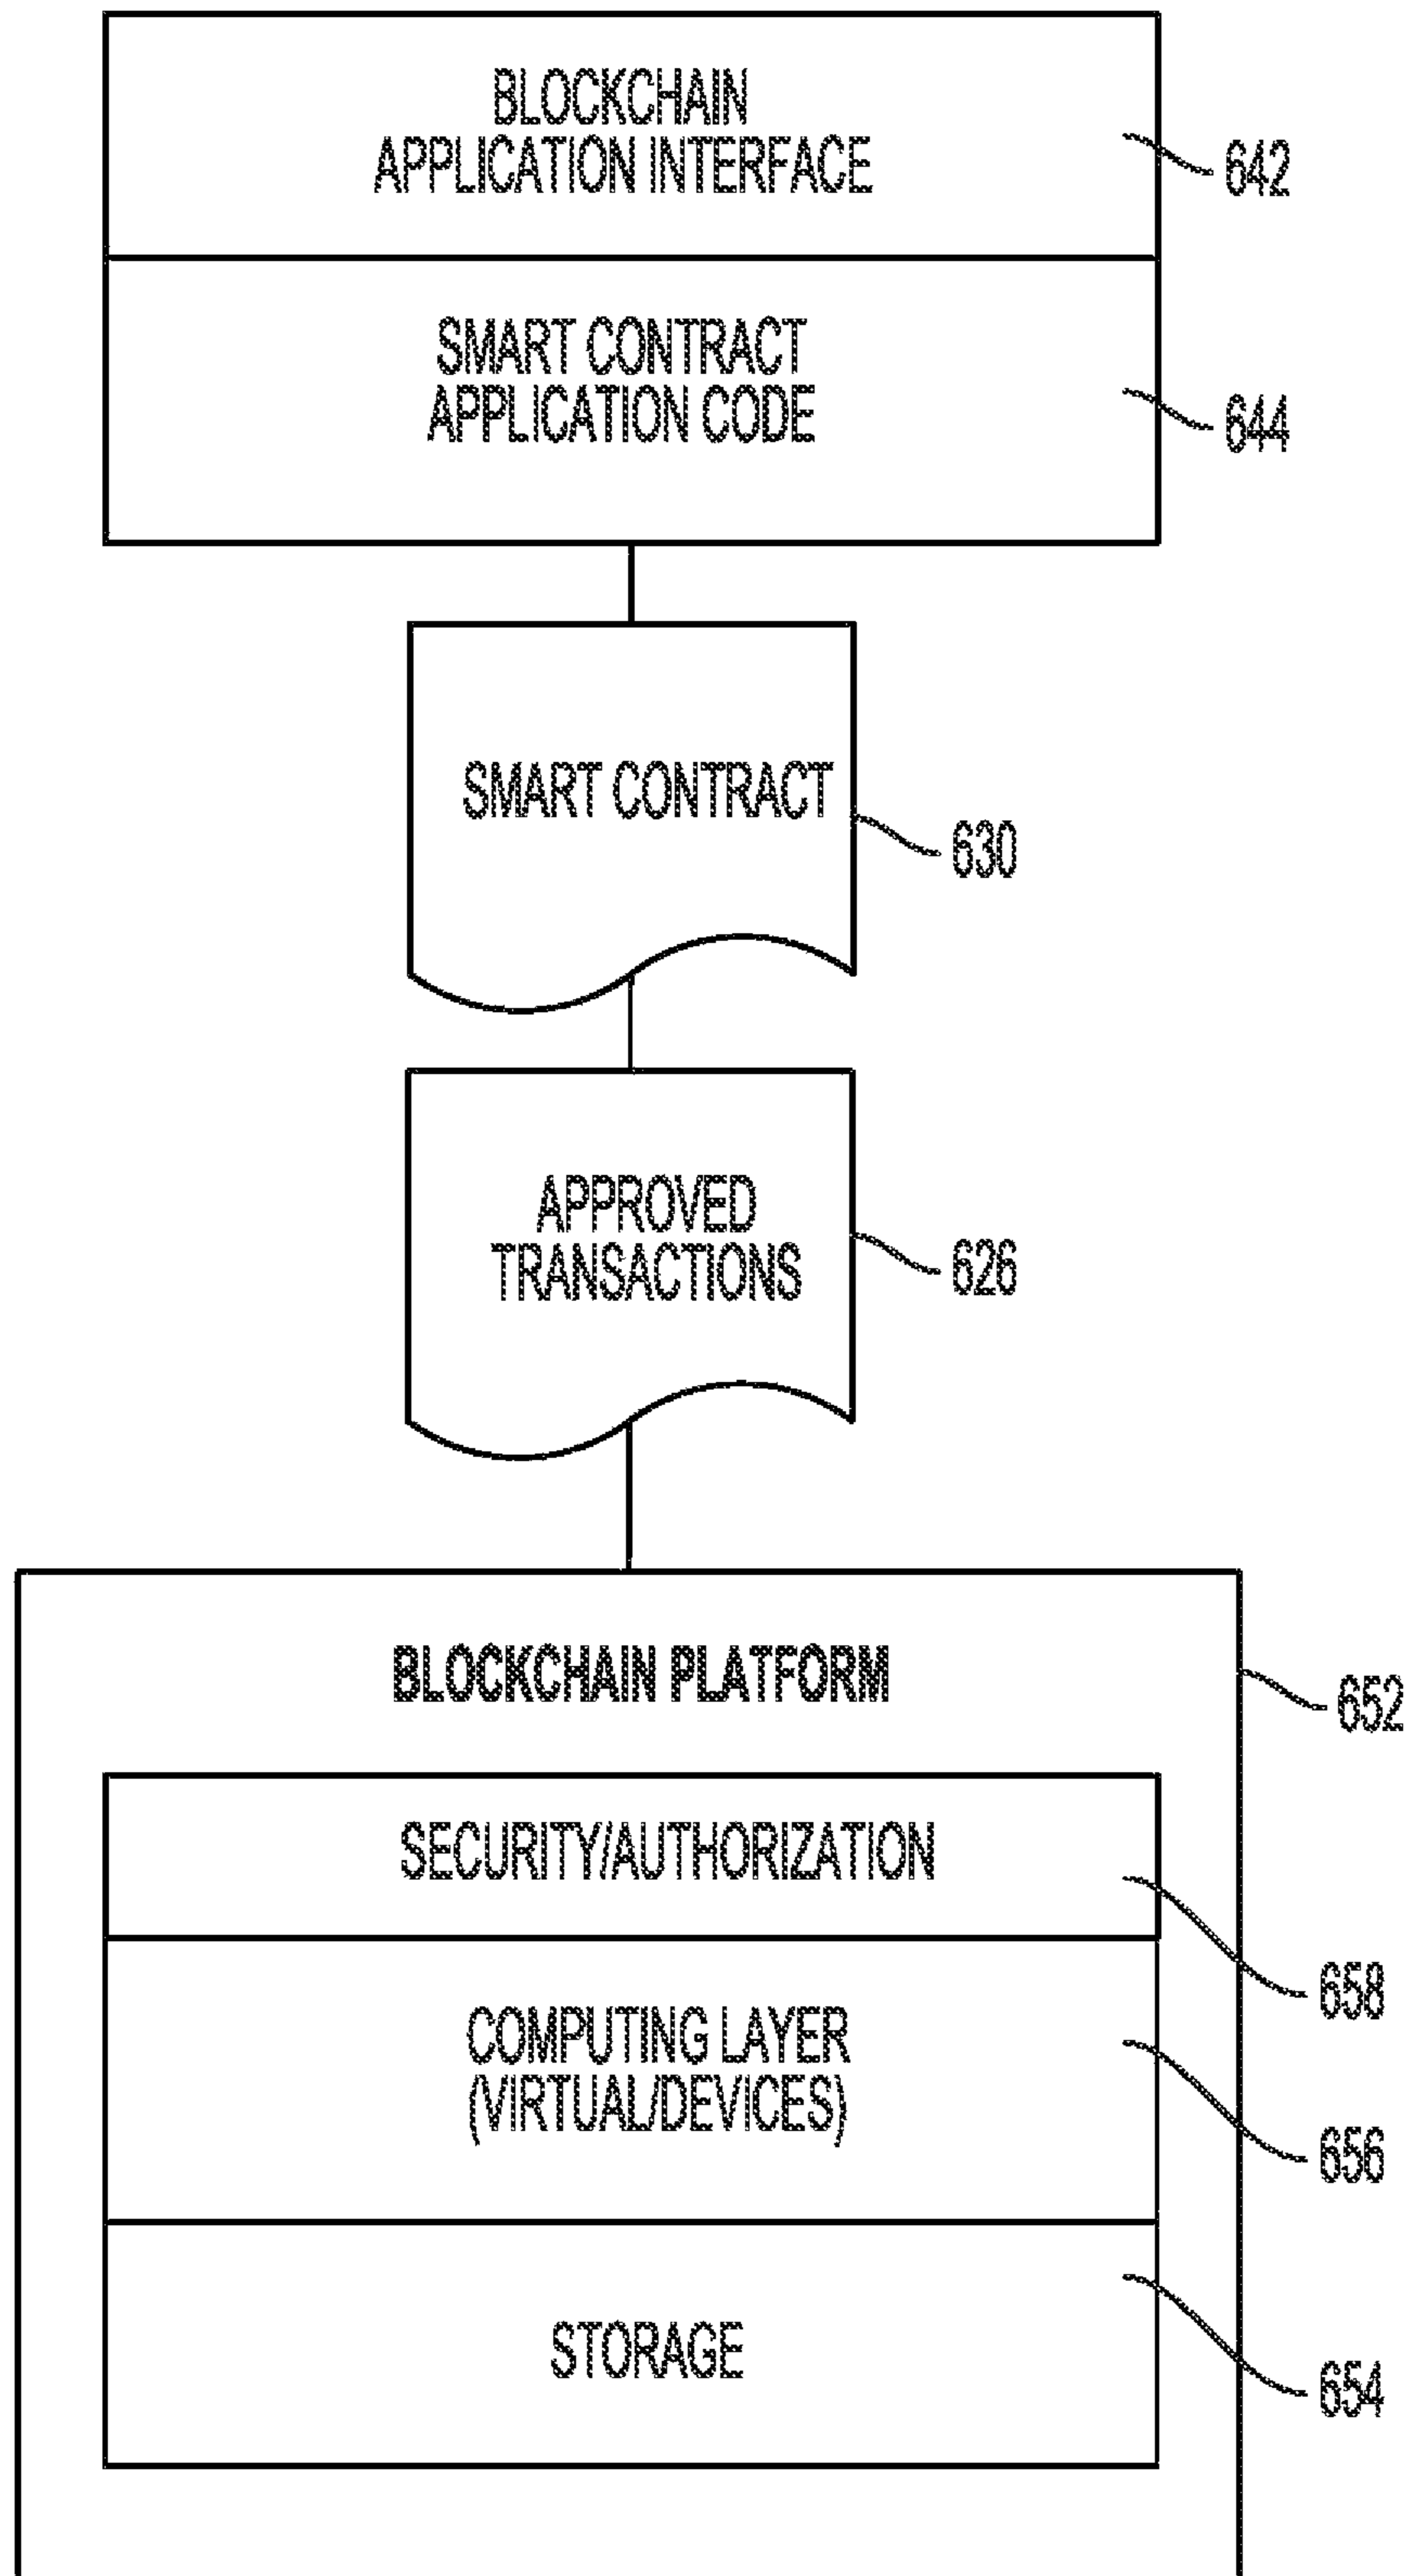 BLOCKCHAIN
APPLICATION INTERFACE
642
SMART CONTRACT
APPLICATION CODE
644
SMART CONTRACT
630
APPROVED
TRANSACTIONS
626
BLOCKCHAIN PLATFORM
652
SECURITY/AUTHORIZATION
658
COMPUTING LAYER
(VIRTUAL/DEVICES)
656
STORAGE
654